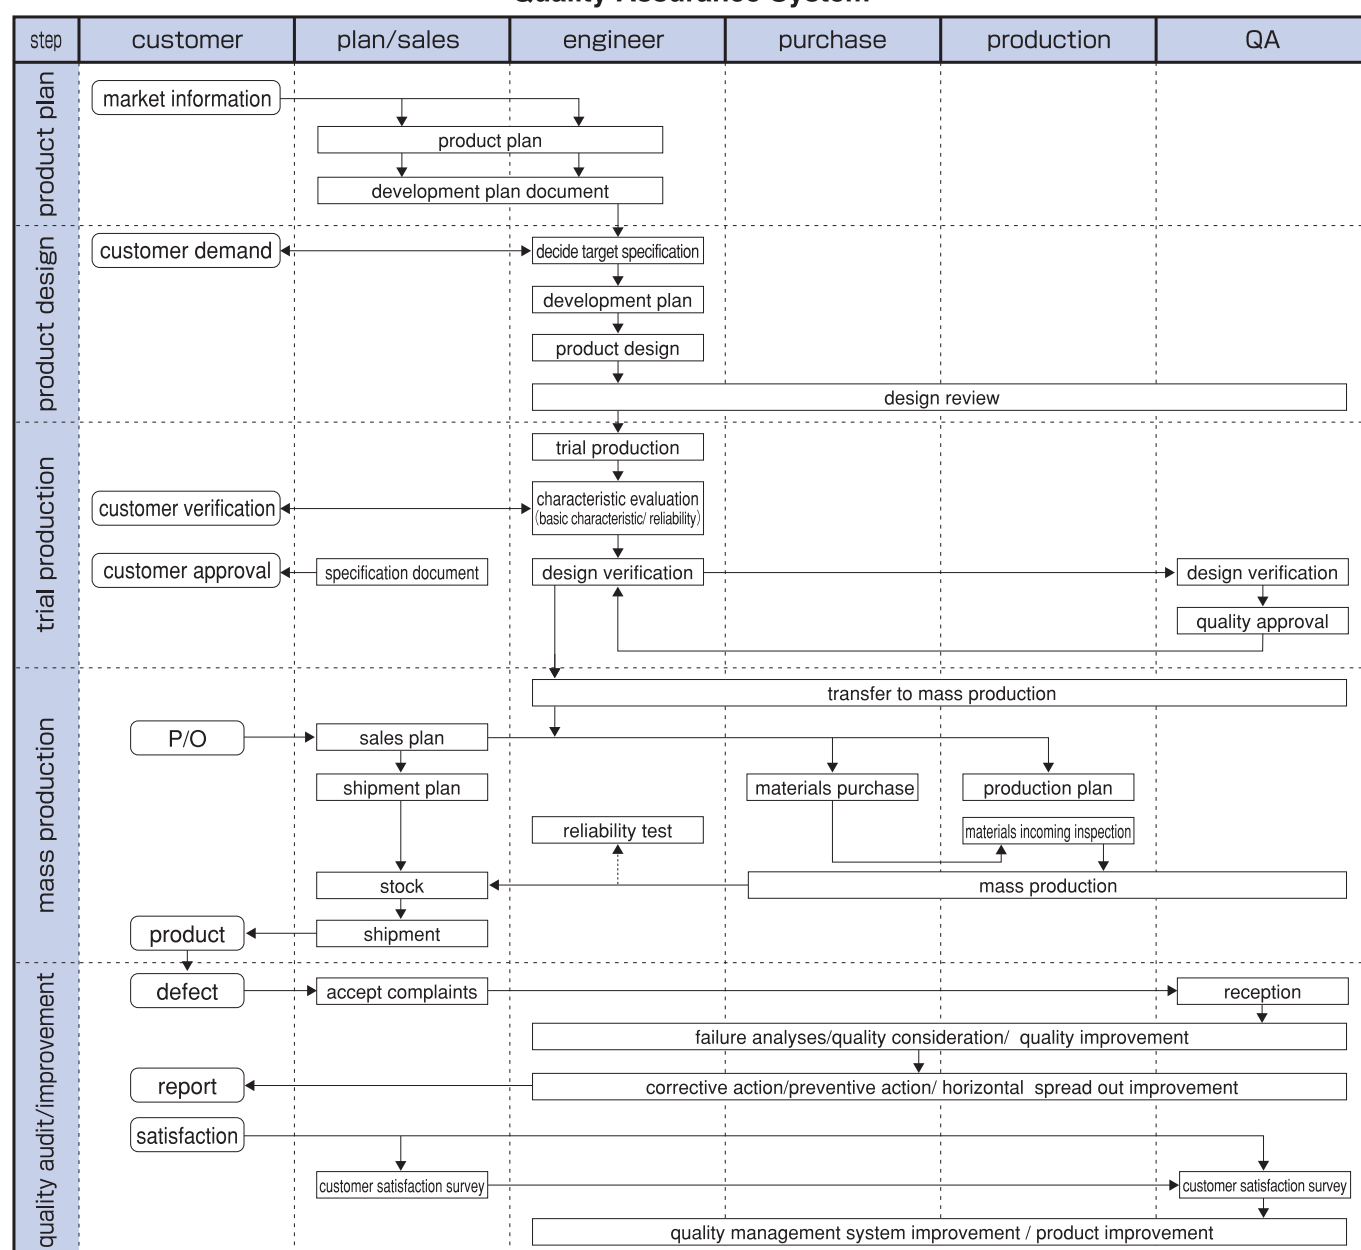 Quality Assurance System
step customer plan/sales engineer purchase production QA
product plan
market information
product plan
development plan document
product design
customer demand
decide target specification
development plan
product design
design review
trial production
trial production
customer verification
characteristic evaluation
(basic characteristic/ reliability)
customer approval
specification document
design verification
design verification
quality approval
mass production
transfer to mass production
P/O
sales plan
shipment plan
materials purchase
production plan
reliability test
materials incoming inspection
stock
mass production
product
shipment
quality audit/improvement
defect
accept complaints
reception
failure analyses/quality consideration/ quality improvement
report
corrective action/preventive action/ horizontal spread out improvement
satisfaction
customer satisfaction survey
customer satisfaction survey
quality management system improvement / product improvement